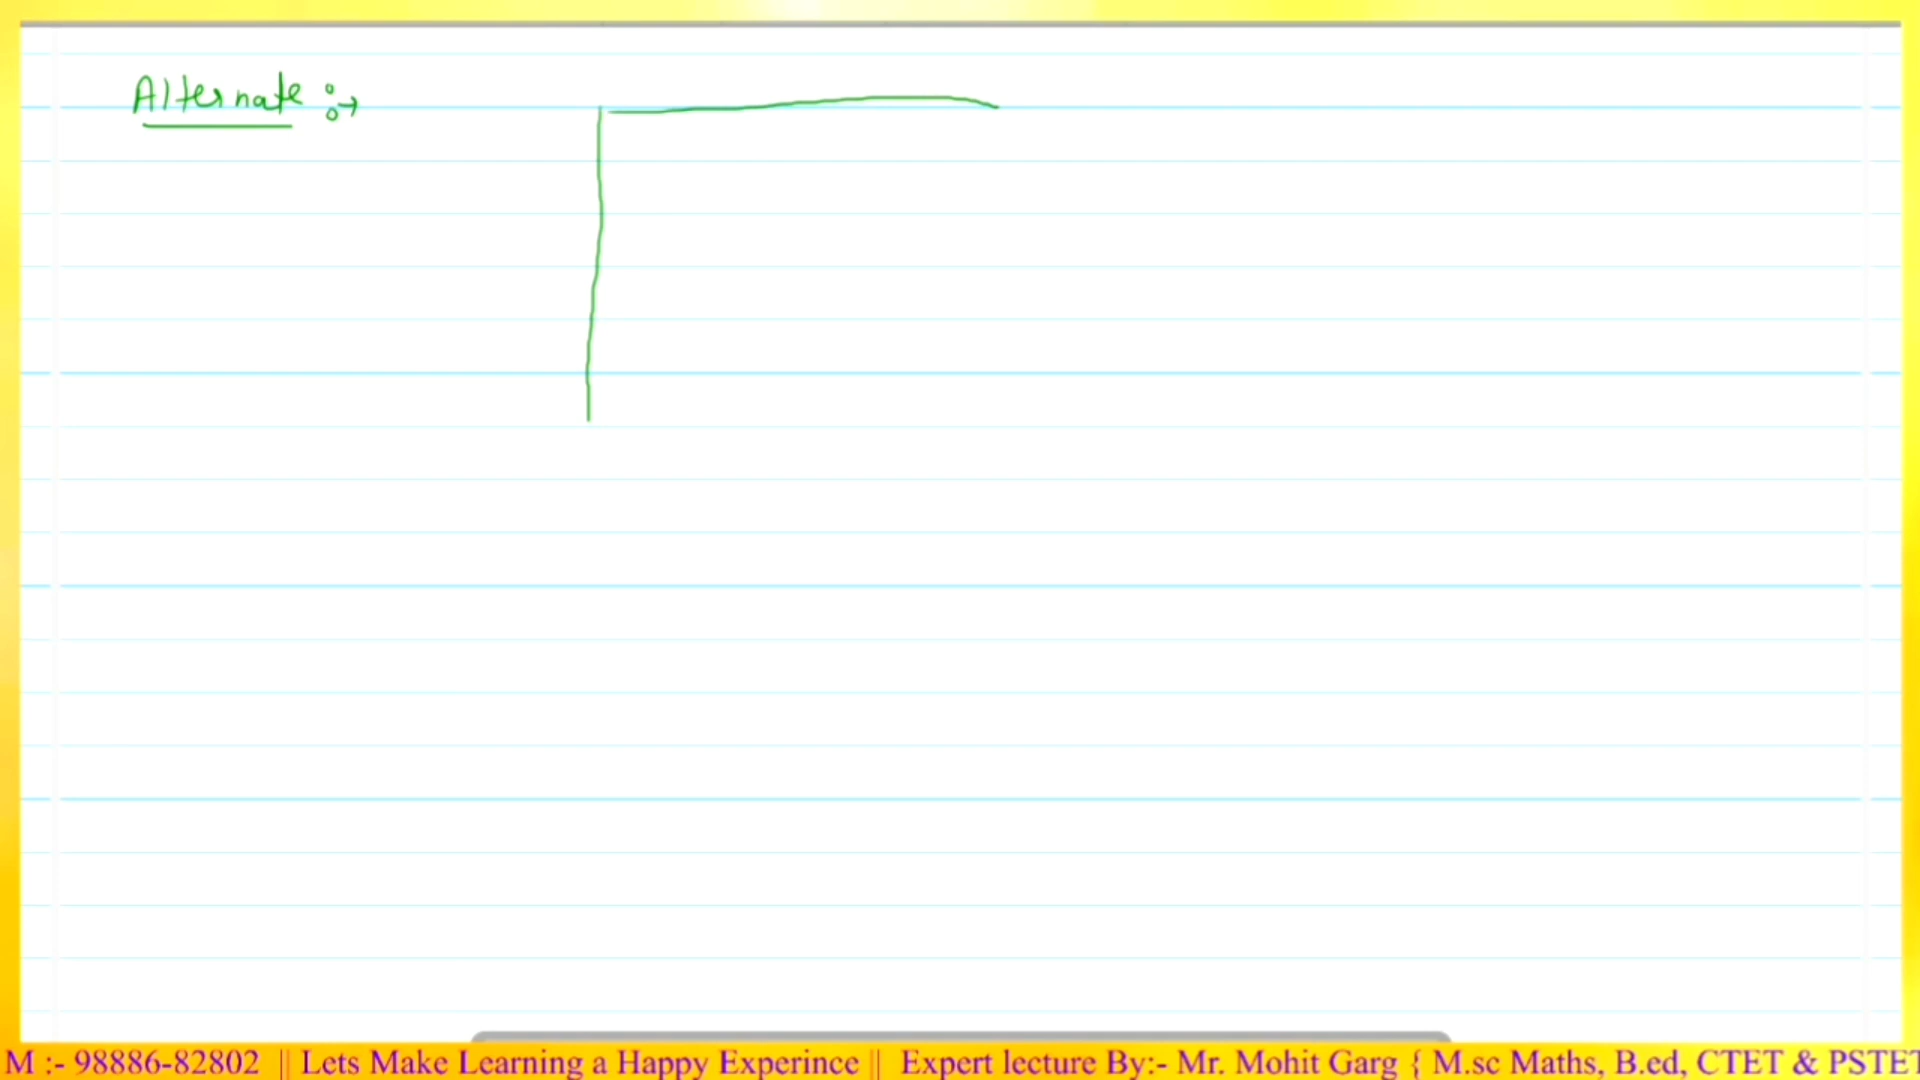 Alternate :→
M :- 98886-82802 || Lets Make Learning a Happy Experince || Expert lecture By:- Mr. Mohit Garg { M.sc Maths, B.ed, CTET & PSTET